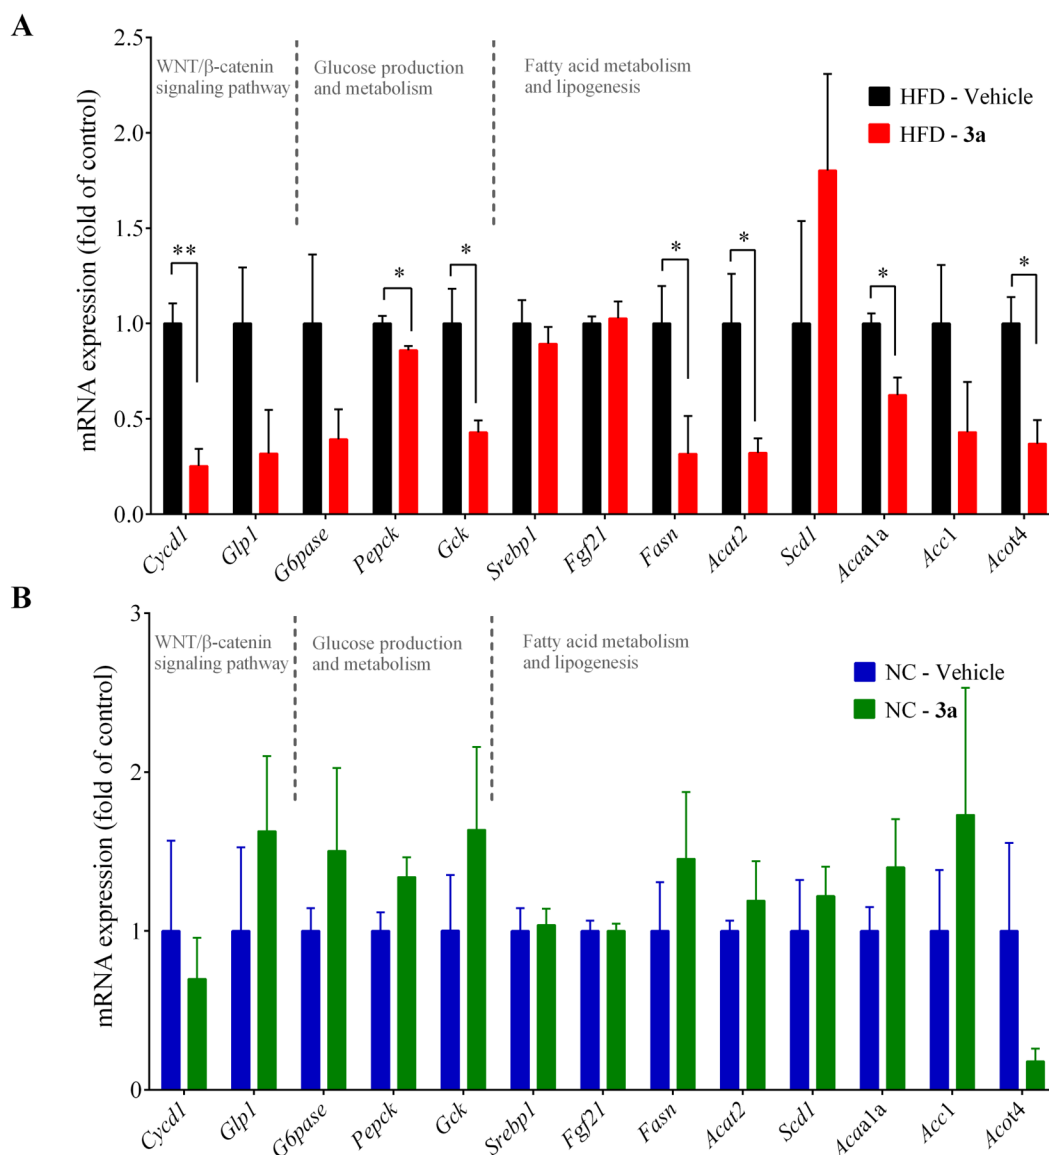 A
2.5
2.0
1.5
1.0
0.5
0.0
mRNA expression (fold of control)
WNT/β-catenin
signaling pathway
Glucose production
and metabolism
Fatty acid metabolism
and lipogenesis
HFD - Vehicle
HFD - 3a
**
*
*
*
*
*
*
Cycd1
Glp1
G6pase
Pepck
Gck
Srebp1
Fgf21
Fasn
Acat2
Scd1
Acaa1a
Acc1
Acot4
B
3
2
1
0
mRNA expression (fold of control)
WNT/β-catenin
signaling pathway
Glucose production
and metabolism
Fatty acid metabolism
and lipogenesis
NC - Vehicle
NC - 3a
Cycd1
Glp1
G6pase
Pepck
Gck
Srebp1
Fgf21
Fasn
Acat2
Scd1
Acaa1a
Acc1
Acot4